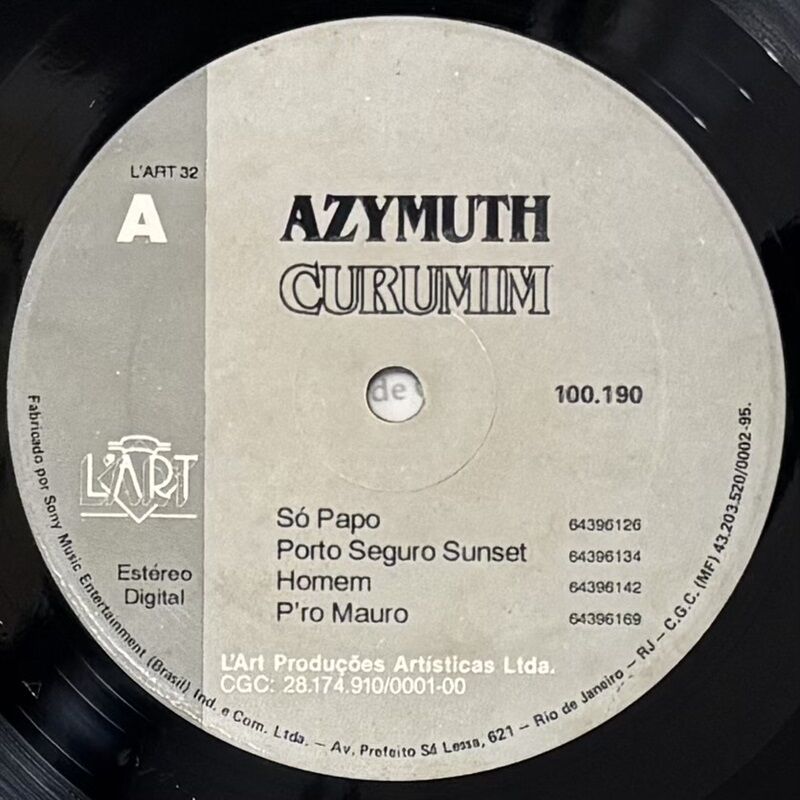 L'ART 32
A
AZYMUTH
CURUMIM
de
100.190
L'ART
Estéreo
Digital
Só Papo 64396126
Porto Seguro Sunset 64396134
Homem 64396142
P'ro Mauro 64396169
L'Art Produções Artísticas Ltda.
CGC: 28.174.910/0001-00
Fabricado por Sony Music Entertainment (Brasil) Ind. e Com. Ltda. – Av. Prefeito Sá Lessa, 621 – Rio de Janeiro – RJ – C.G.C. (MF) 43.203.520/0002-95.